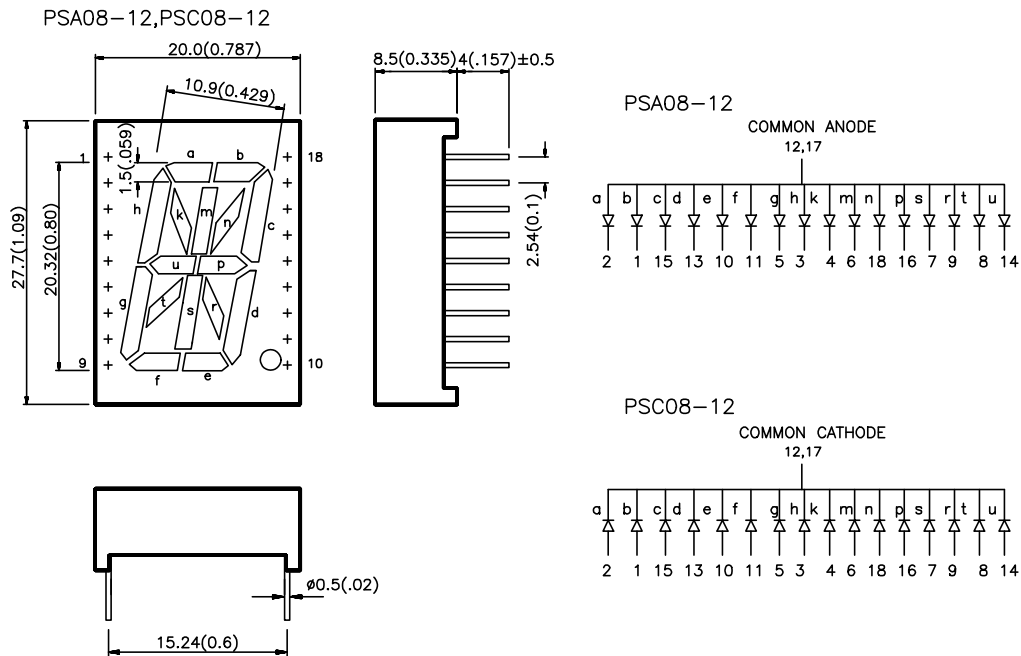 PSA08-12,PSC08-12
20.0(0.787)
10.9(0.429)
1.5(.059)
27.7(1.09)
20.32(0.80)
1
18
9
10
a
b
h
k
m
n
c
u
p
g
t
s
r
d
f
e
8.5(0.335)
4(.157)±0.5
2.54(0.1)
ø0.5(.02)
15.24(0.6)
PSA08-12
COMMON ANODE
12,17
a b c d e f g h k m n p s r t u
2 1 15 13 10 11 5 3 4 6 18 16 7 9 8 14
PSC08-12
COMMON CATHODE
12,17
a b c d e f g h k m n p s r t u
2 1 15 13 10 11 5 3 4 6 18 16 7 9 8 14